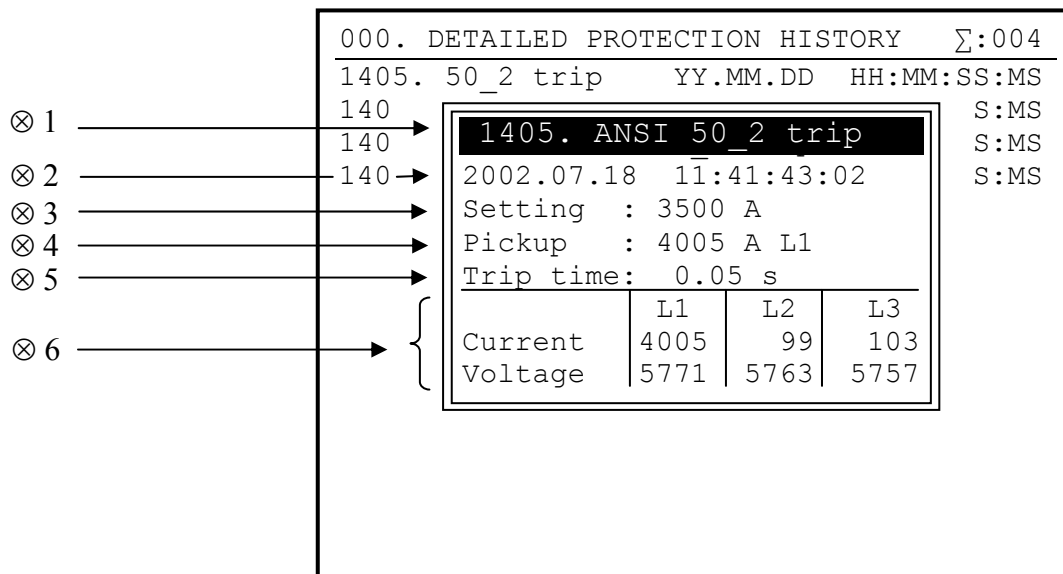 000. DETAILED PROTECTION HISTORY ∑:004
1405. 50_2 trip YY.MM.DD HH:MM:SS:MS
⊗ 1
140 S:MS
1405. ANSI 50_2 trip
140 S:MS
⊗ 2
140 2002.07.18 11:41:43:02 S:MS
⊗ 3
Setting : 3500 A
⊗ 4
Pickup : 4005 A L1
⊗ 5
Trip time: 0.05 s
L1 L2 L3
⊗ 6
Current 4005 99 103
Voltage 5771 5763 5757